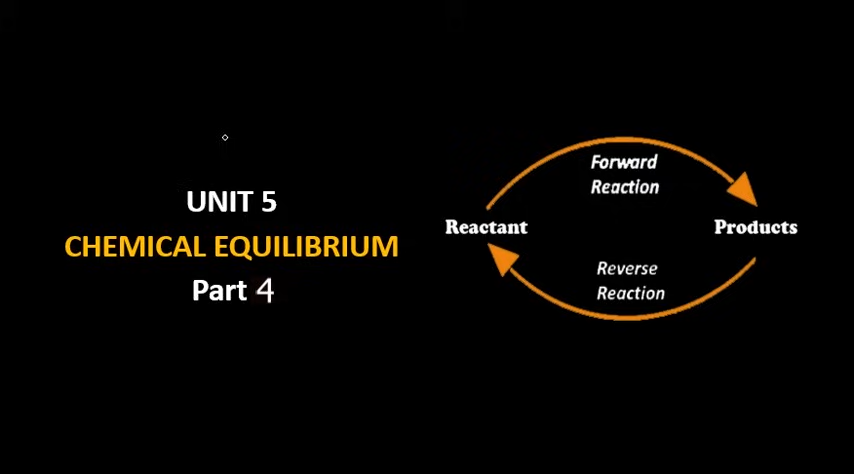 UNIT 5
CHEMICAL EQUILIBRIUM
Part 4
Forward
Reaction
Reactant
Products
Reverse
Reaction